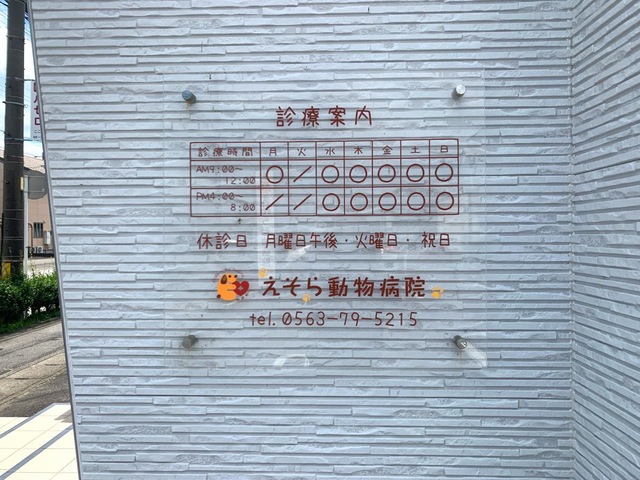 診療案内
診療時間 月 火 水 木 金 土 日
AM9:00〜12:00 ○ / ○ ○ ○ ○ ○
PM4:00〜8:00 / / ○ ○ ○ ○ ○
休診日 月曜日午後・火曜日・祝日
えそら動物病院
tel.0563-79-5215